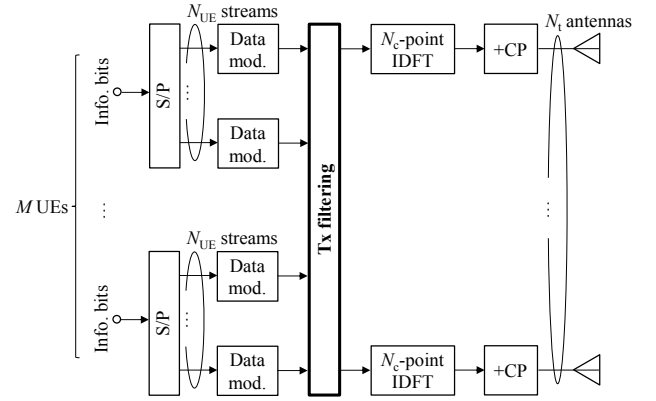 N_UE streams
N_t antennas
Info. bits
S/P
...
Data
mod.
N_c-point
IDFT
+CP
Data
mod.
Tx filtering
M UEs
...
...
N_UE streams
Info. bits
S/P
...
Data
mod.
Data
mod.
N_c-point
IDFT
+CP